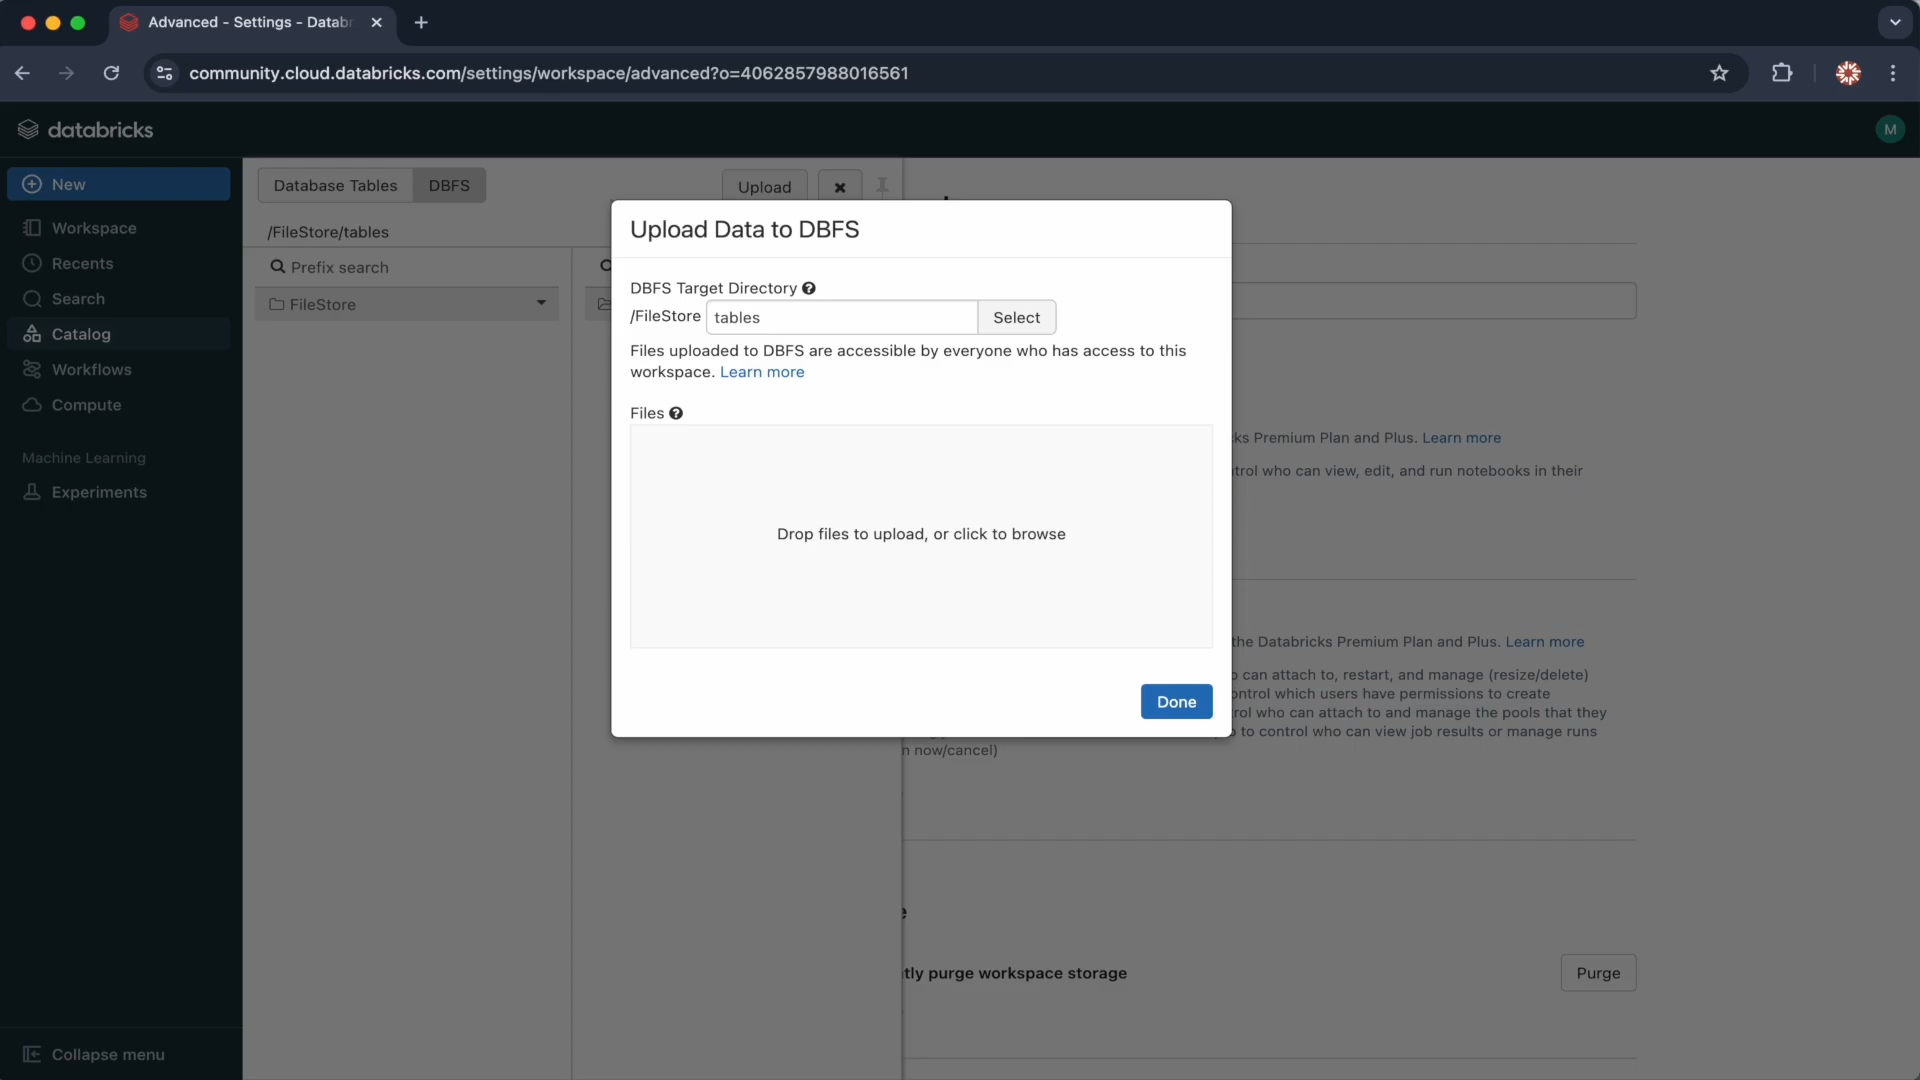 Advanced - Settings - Datab
community.cloud.databricks.com/settings/workspace/advanced?o=4062857988016561
databricks
M
New
Workspace
Recents
Search
Catalog
Workflows
Compute
Machine Learning
Experiments
Collapse menu
Database Tables
DBFS
Upload
/FileStore/tables
Prefix search
FileStore
Upload Data to DBFS
DBFS Target Directory
/FileStore
tables
Select
Files uploaded to DBFS are accessible by everyone who has access to this
workspace. Learn more
Files
Drop files to upload, or click to browse
Done
Premium Plan and Plus. Learn more
who can view, edit, and run notebooks in their
the Databricks Premium Plan and Plus. Learn more
can attach to, restart, and manage (resize/delete)
which users have permissions to create
who can attach to and manage the pools that they
to control who can view job results or manage runs
now/cancel)
purge workspace storage
Purge